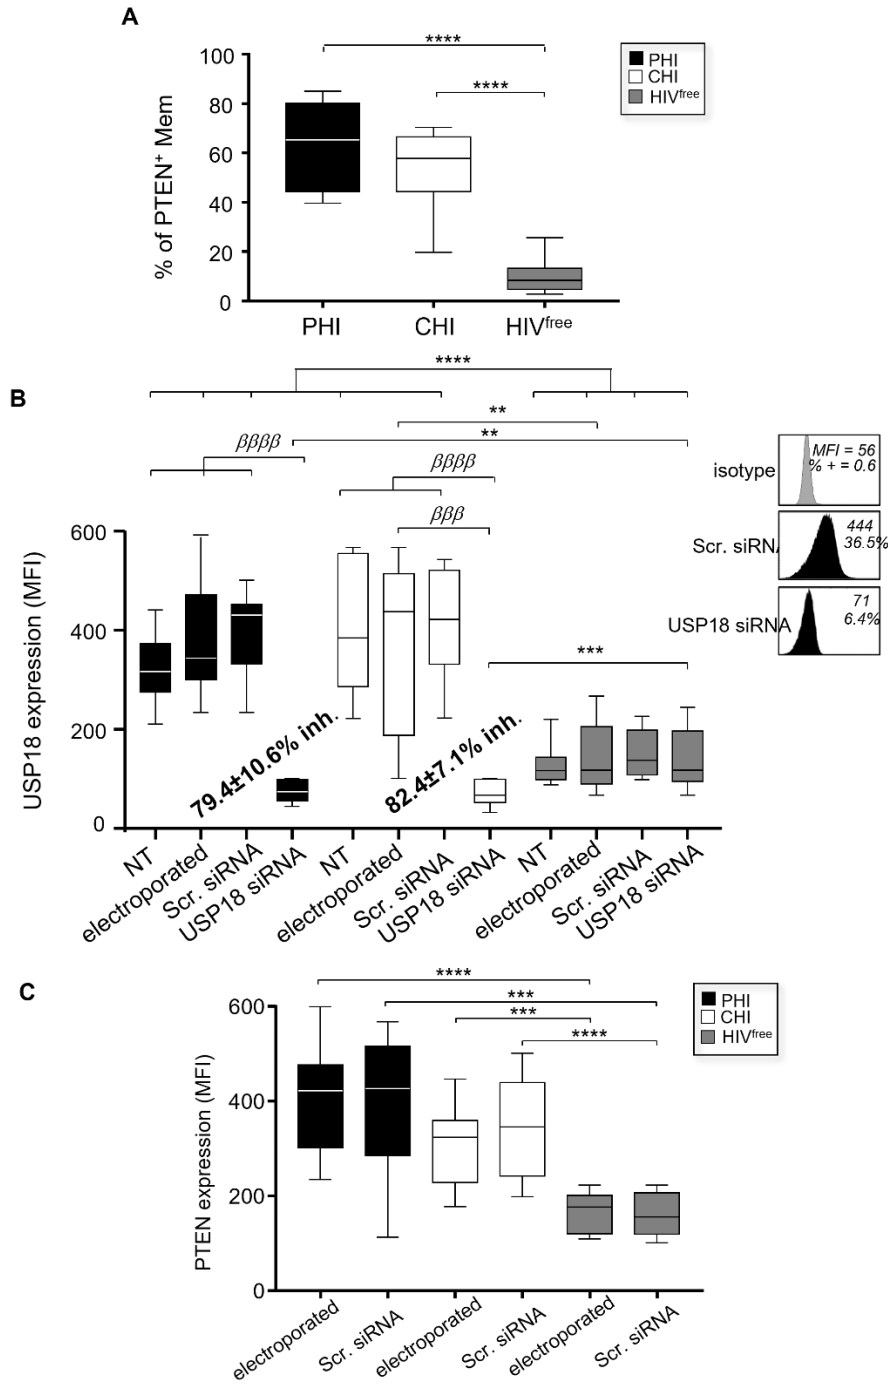 A
****
****
PHI
CHI
HIVfree
% of PTEN+ Mem
100
80
60
40
20
0
PHI
CHI
HIVfree
B
****
**
**
ββββ
ββββ
βββ
***
isotype
MFI = 56
% + = 0.6
Scr. siRN
444
36.5%
USP18 siRNA
71
6.4%
USP18 expression (MFI)
600
400
200
0
79.4±10.6% inh.
82.4±7.1% inh.
NT
electroporated
Scr. siRNA
USP18 siRNA
NT
electroporated
Scr. siRNA
USP18 siRNA
NT
electroporated
Scr. siRNA
USP18 siRNA
C
****
***
***
****
PHI
CHI
HIVfree
PTEN expression (MFI)
600
400
200
0
electroporated
Scr. siRNA
electroporated
Scr. siRNA
electroporated
Scr. siRNA